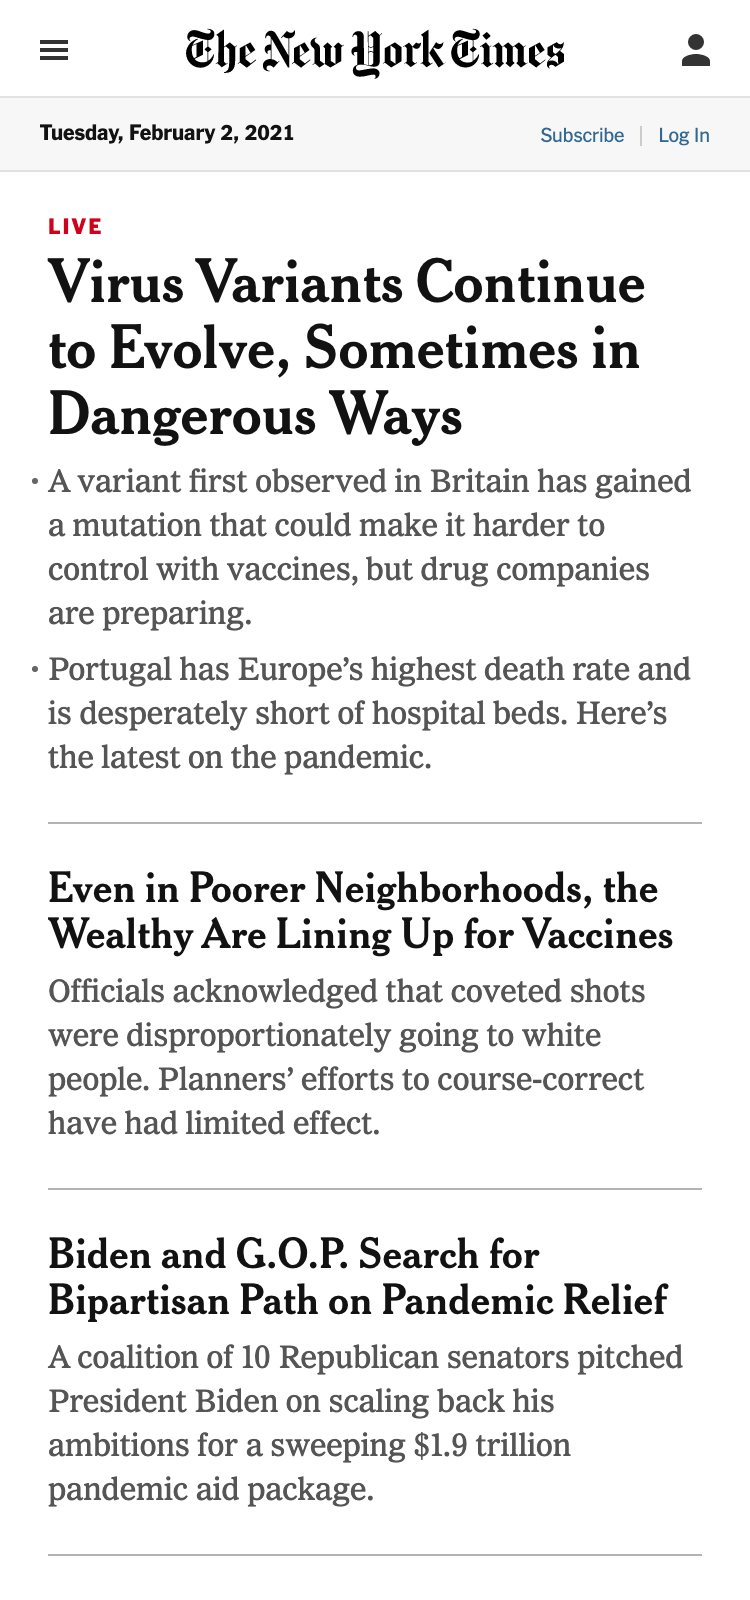 The New York Times
Tuesday, February 2, 2021
Subscribe | Log In
LIVE
Virus Variants Continue
to Evolve, Sometimes in
Dangerous Ways
• A variant first observed in Britain has gained
a mutation that could make it harder to
control with vaccines, but drug companies
are preparing.
• Portugal has Europe’s highest death rate and
is desperately short of hospital beds. Here’s
the latest on the pandemic.
Even in Poorer Neighborhoods, the
Wealthy Are Lining Up for Vaccines
Officials acknowledged that coveted shots
were disproportionately going to white
people. Planners’ efforts to course-correct
have had limited effect.
Biden and G.O.P. Search for
Bipartisan Path on Pandemic Relief
A coalition of 10 Republican senators pitched
President Biden on scaling back his
ambitions for a sweeping $1.9 trillion
pandemic aid package.